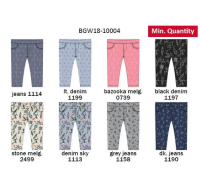 BGW18-10004
Min. Quantity
jeans 1114
lt. denim
1199
bazooka melg.
0739
black denim
1197
stone melg.
2499
denim sky
1113
grey jeans
1158
dk. jeans
1190